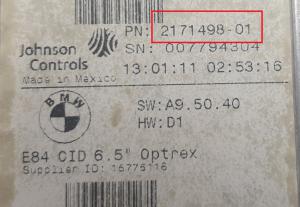 PN: 2171498-01
Johnson Controls
SN: 007794304
Made in Mexico
13:01:11 02:53:16
BMW
SW:A9.50.40
HW:D1
E84 CID 6.5" Optrex
Supplier ID: 15775116